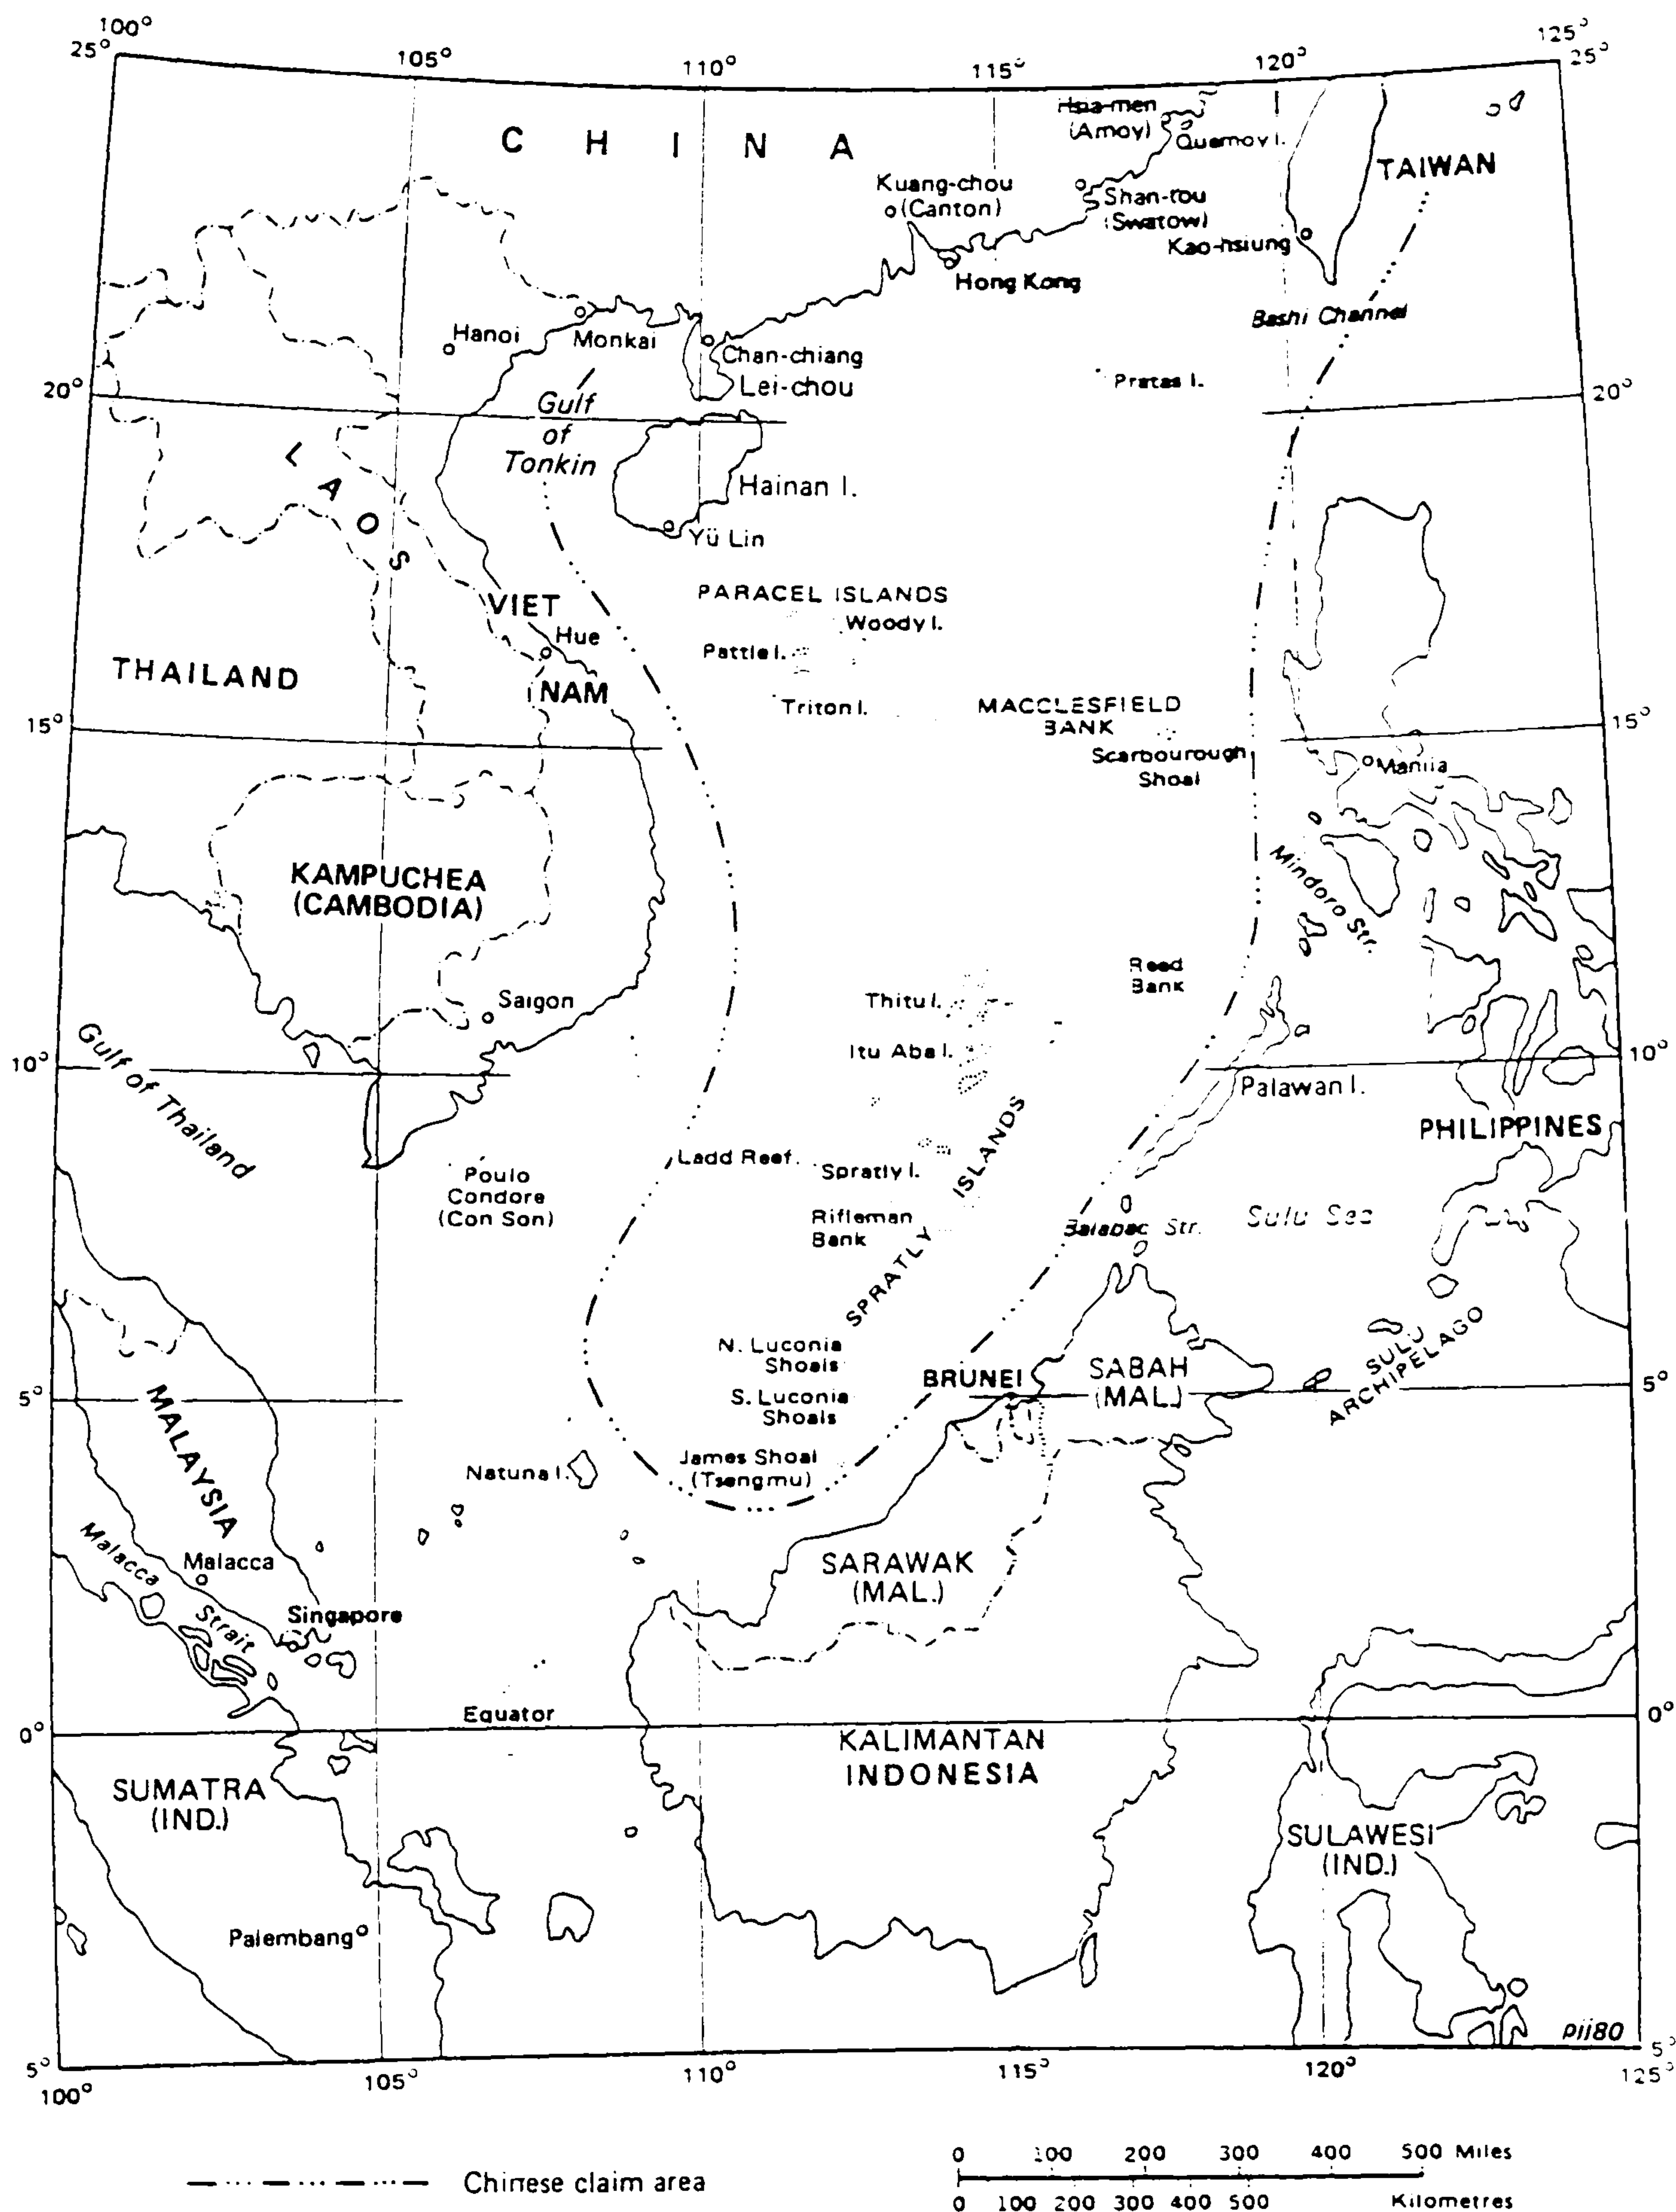 100°
105°
110°
115°
120°
125°
25°
25°
CHINA
Hsia-men
(Amoy)
Quemoy I.
TAIWAN
Kuang-chou
(Canton)
Shan-tou
(Swatow)
Kao-hsiung
Hong Kong
Bashi Channel
Hanoi
Monkai
Chan-chiang
Lei-chou
Pratas I.
20°
20°
Gulf
of
Tonkin
LAOS
Hainan I.
Yü Lin
PARACEL ISLANDS
Woody I.
VIET
Hue
Pattle I.
THAILAND
NAM
Triton I.
MACCLESFIELD
BANK
15°
15°
Scarbourough
Shoal
Manila
KAMPUCHEA
(CAMBODIA)
Mindoro Str.
Reed
Bank
Saigon
Thitu I.
Gulf of Thailand
Itu Aba I.
10°
10°
Palawan I.
PHILIPPINES
Ladd Reef
Spratly I.
SPRATLY ISLANDS
Poulo
Condore
(Con Son)
Rifleman
Bank
Balabac Str.
Sulu Sea
N. Luconia
Shoals
BRUNEI
SABAH
(MAL.)
SULU
ARCHIPELAGO
5°
5°
S. Luconia
Shoals
MALAYSIA
Natuna I.
James Shoal
(Tsengmu)
Malacca Strait
Malacca
SARAWAK
(MAL.)
Singapore
Equator
0°
0°
KALIMANTAN
INDONESIA
SUMATRA
(IND.)
SULAWESI
(IND.)
Palembang
pjj80
5°
5°
100°
105°
110°
115°
120°
125°
0 100 200 300 400 500 Miles
Chinese claim area
0 100 200 300 400 500 Kilometres